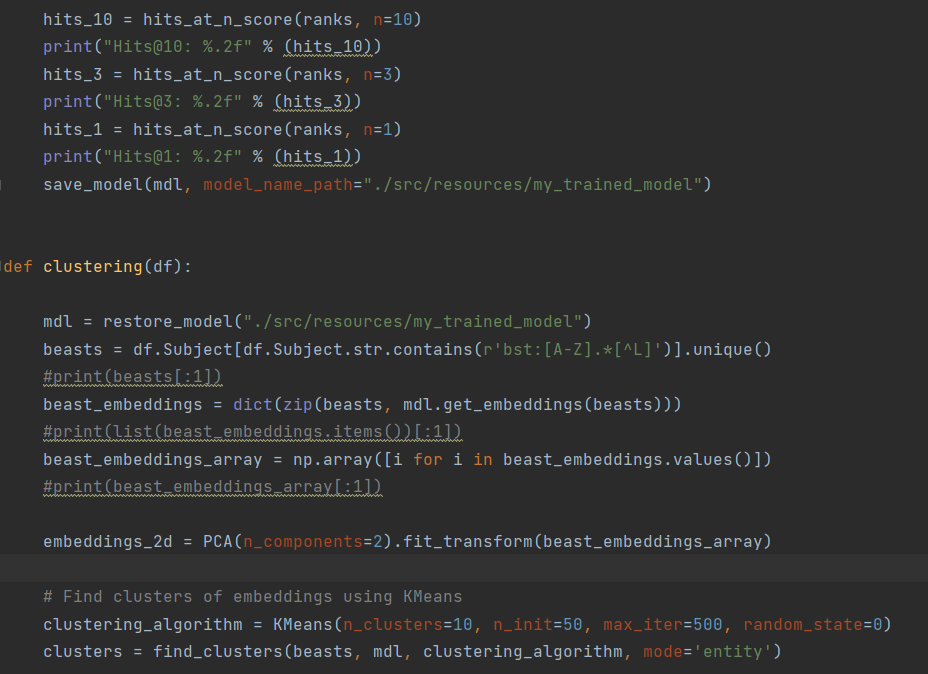 hits_10 = hits_at_n_score(ranks, n=10)
print("Hits@10: %.2f" % (hits_10))
hits_3 = hits_at_n_score(ranks, n=3)
print("Hits@3: %.2f" % (hits_3))
hits_1 = hits_at_n_score(ranks, n=1)
print("Hits@1: %.2f" % (hits_1))
save_model(mdl, model_name_path="./src/resources/my_trained_model")
def clustering(df):
mdl = restore_model("./src/resources/my_trained_model")
beasts = df.Subject[df.Subject.str.contains(r'bst:[A-Z].*[^L]')].unique()
#print(beasts[:1])
beast_embeddings = dict(zip(beasts, mdl.get_embeddings(beasts)))
#print(list(beast_embeddings.items())[:1])
beast_embeddings_array = np.array([i for i in beast_embeddings.values()])
#print(beast_embeddings_array[:1])
embeddings_2d = PCA(n_components=2).fit_transform(beast_embeddings_array)
# Find clusters of embeddings using KMeans
clustering_algorithm = KMeans(n_clusters=10, n_init=50, max_iter=500, random_state=0)
clusters = find_clusters(beasts, mdl, clustering_algorithm, mode='entity')